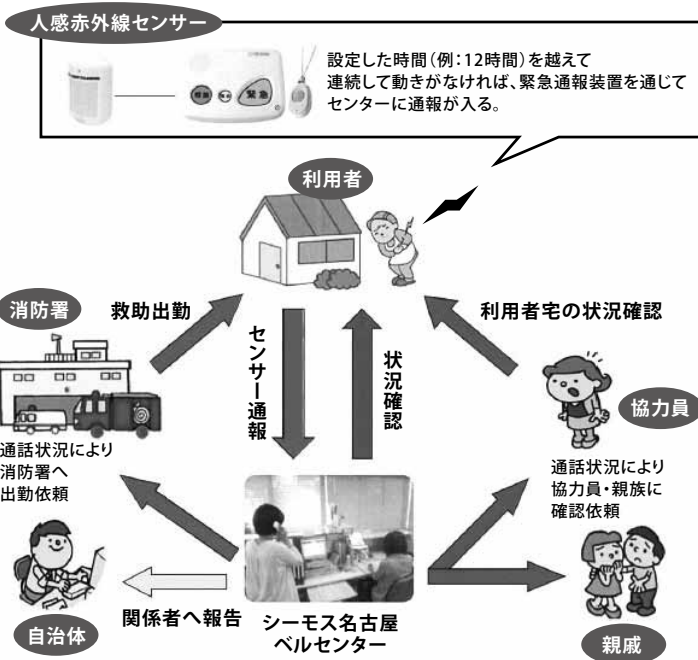 人感赤外線センサー
設定した時間(例:12時間)を越えて
連続して動きがなければ、緊急通報装置を通じて
センターに通報が入る。
緊急
利用者
消防署
救助出勤
利用者宅の状況確認
センサー通報
状況確認
協力員
通話状況により
消防署へ
出勤依頼
通話状況により
協力員・親族に
確認依頼
関係者へ報告
シーモス名古屋
ベルセンター
自治体
親戚